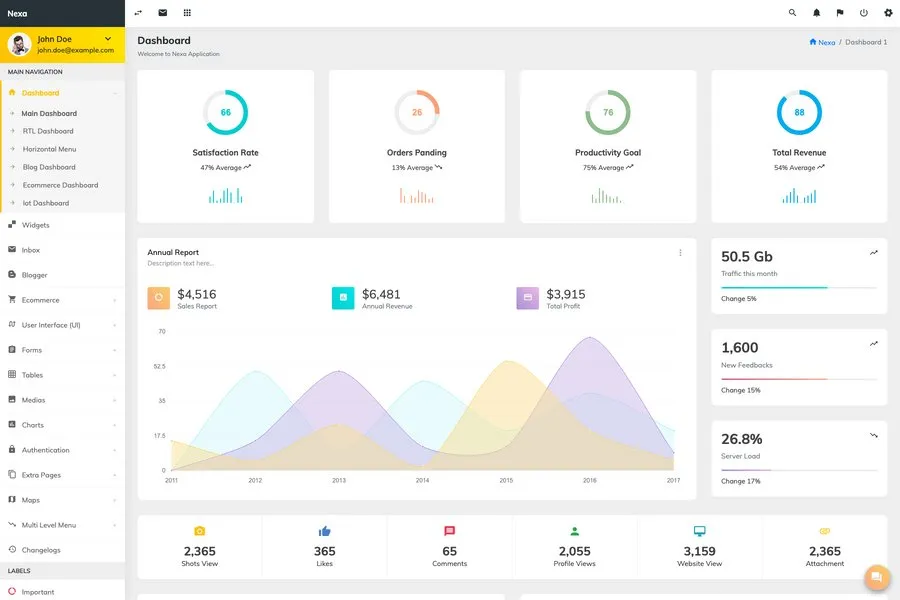 Nexa
John Doe
john.doe@example.com
MAIN NAVIGATION
Dashboard
Main Dashboard
RTL Dashboard
Horizontal Menu
Blog Dashboard
Ecommerce Dashboard
Iot Dashboard
Widgets
Inbox
Blogger
Ecommerce
User Interface (UI)
Forms
Tables
Medias
Charts
Authentication
Extra Pages
Maps
Multi Level Menu
Changelogs
LABELS
Important
Dashboard
Welcome to Nexa Application
Nexa / Dashboard 1
66
Satisfaction Rate
47% Average
26
Orders Panding
13% Average
76
Productivity Goal
75% Average
88
Total Revenue
54% Average
Annual Report
Description text here...
$4,516
Sales Report
$6,481
Annual Revenue
$3,915
Total Profit
70
52.5
35
17.5
0
2011 2012 2013 2014 2015 2016 2017
50.5 Gb
Traffic this month
Change 5%
1,600
New Feedbacks
Change 15%
26.8%
Server Load
Change 17%
2,365
Shots View
365
Likes
65
Comments
2,055
Profile Views
3,159
Website View
2,365
Attachment